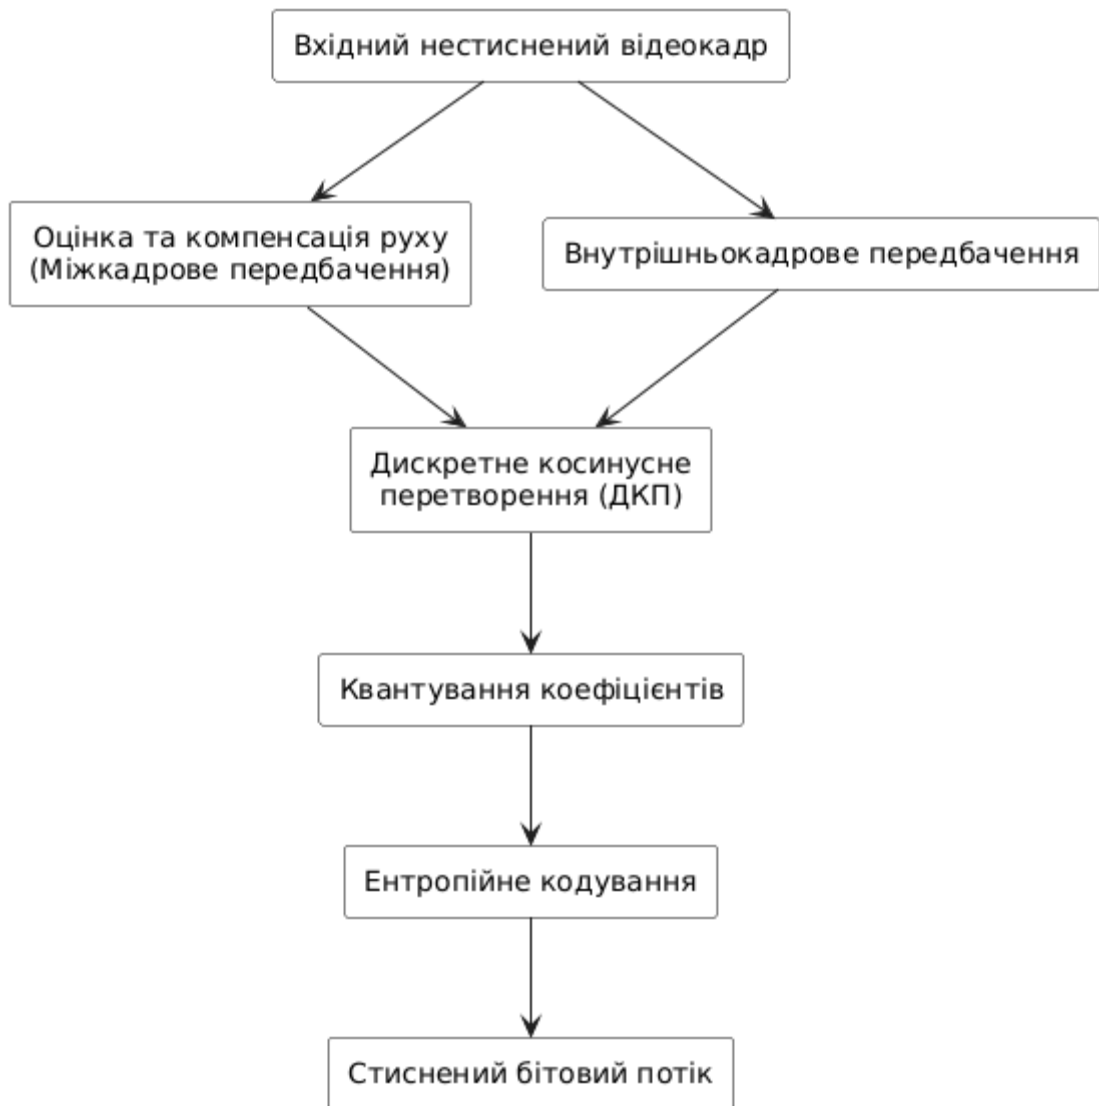 Вхідний нестиснений відеокадр
Оцінка та компенсація руху
(Міжкадрове передбачення)
Внутрішньокадрове передбачення
Дискретне косинусне
перетворення (ДКП)
Квантування коефіцієнтів
Ентропійне кодування
Стиснений бітовий потік